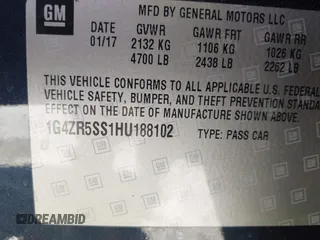 GM
MFD BY GENERAL MOTORS LLC
DATE GVWR GAWR FRT GAWR RR
01/17 2132 KG 1106 KG 1026 KG
4700 LB 2438 LB 2262 LB
THIS VEHICLE CONFORMS TO ALL APPLICABLE U.S. FEDERAL
VEHICLE SAFETY, BUMPER, AND THEFT PREVENTION STANDARDS
IN EFFECT ON THE DATE OF MANUFACTURE SHOWN ABOVE.
1G4ZR5SS1HU188102 TYPE: PASS CAR
DREAMBID